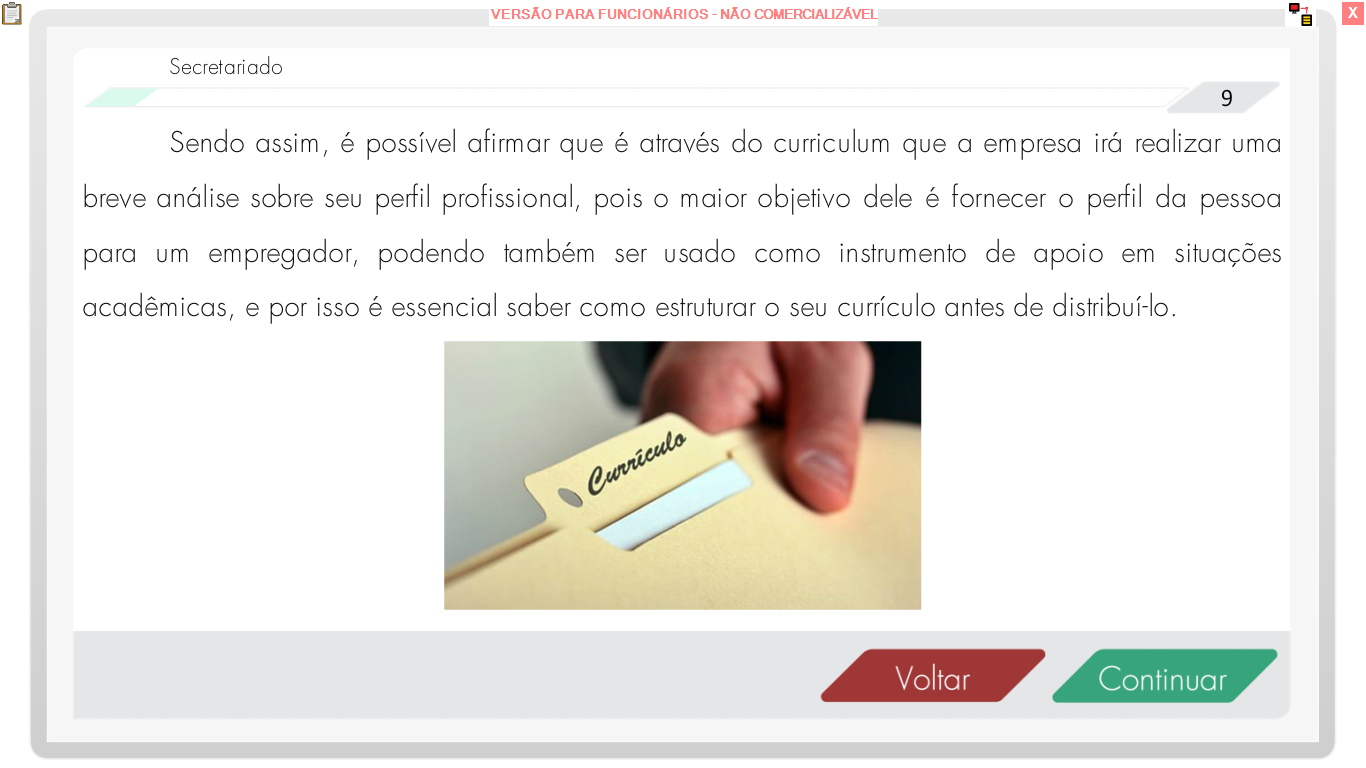 VERSÃO PARA FUNCIONÁRIOS - NÃO COMERCIALIZÁVEL
X
Secretariado
9
Sendo assim, é possível afirmar que é através do curriculum que a empresa irá realizar uma
breve análise sobre seu perfil profissional, pois o maior objetivo dele é fornecer o perfil da pessoa
para um empregador, podendo também ser usado como instrumento de apoio em situações
acadêmicas, e por isso é essencial saber como estruturar o seu currículo antes de distribuí-lo.
Currículo
Voltar
Continuar